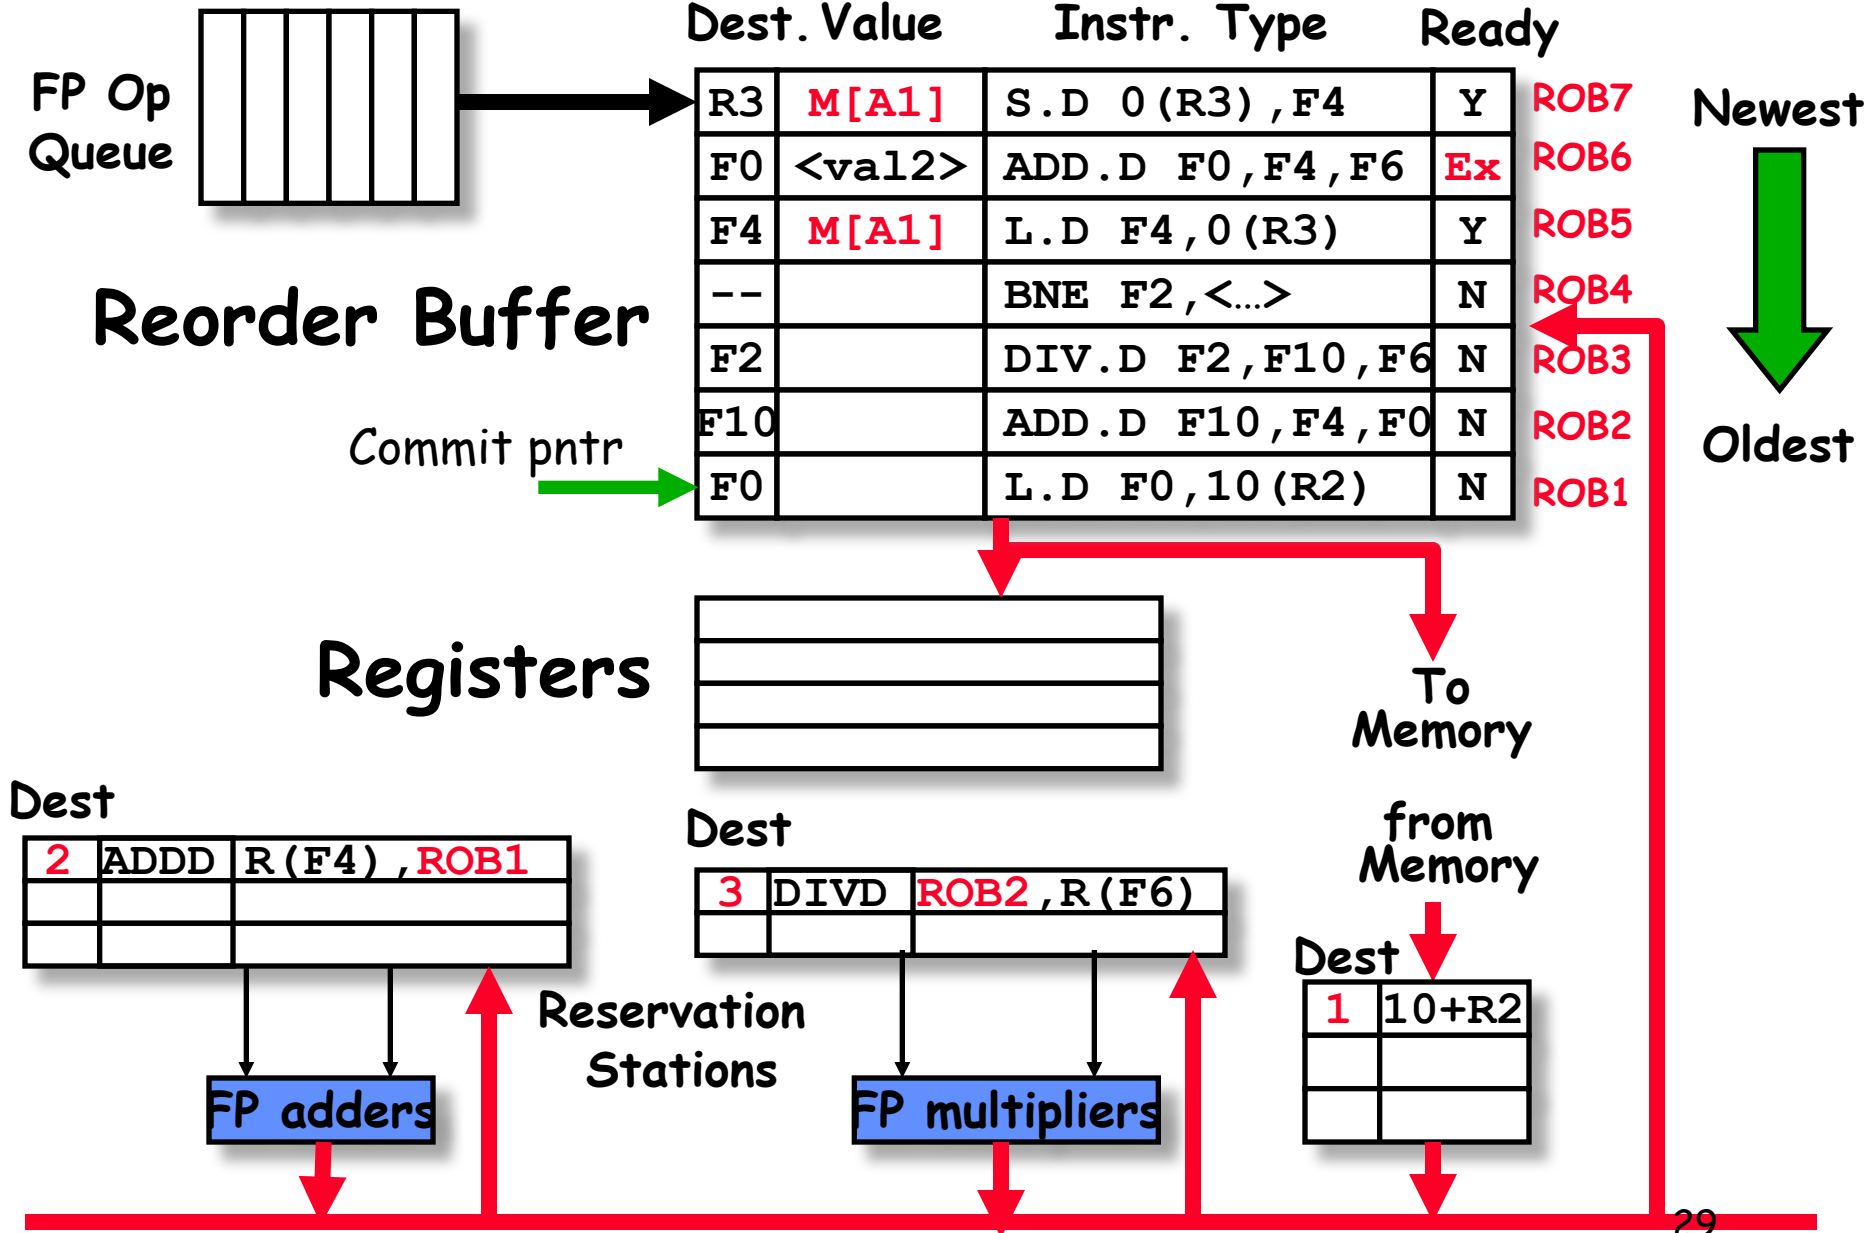 Dest. Value Instr. Type Ready
FP Op
Queue
R3 M[A1] S.D 0(R3),F4 Y ROB7
F0 <val2> ADD.D F0,F4,F6 Ex ROB6
F4 M[A1] L.D F4,0(R3) Y ROB5
-- BNE F2,<…> N ROB4
F2 DIV.D F2,F10,F6 N ROB3
F10 ADD.D F10,F4,F0 N ROB2
F0 L.D F0,10(R2) N ROB1
Newest
Oldest
Reorder Buffer
Commit pntr
Registers
To
Memory
from
Memory
Dest
2 ADDD R(F4),ROB1
Dest
3 DIVD ROB2,R(F6)
Dest
1 10+R2
Reservation
Stations
FP adders
FP multipliers
29